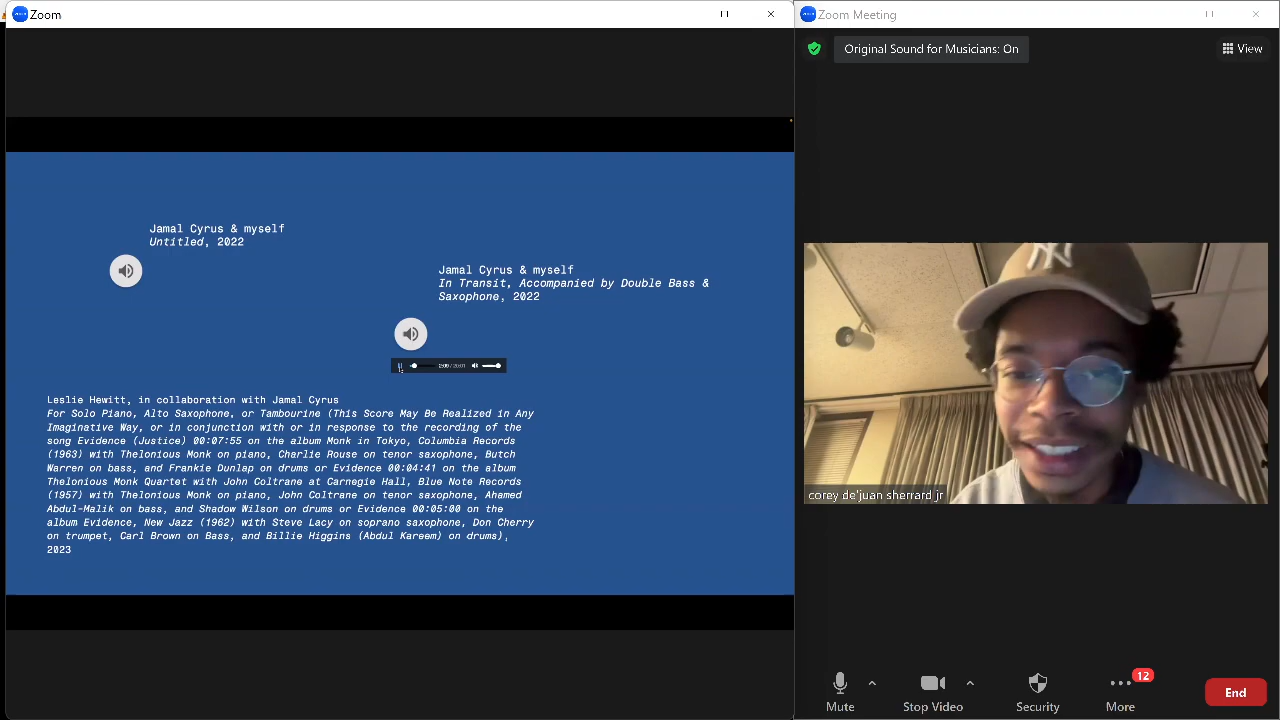 Zoom
Zoom Meeting
Original Sound for Musicians: On
View
Jamal Cyrus & myself
Untitled, 2022
Jamal Cyrus & myself
In Transit, Accompanied by Double Bass &
Saxophone, 2022
Leslie Hewitt, in collaboration with Jamal Cyrus
For Solo Piano, Alto Saxophone, or Tambourine (This Score May Be Realized in Any
Imaginative Way, or in conjunction with or in response to the recording of the
song Evidence (Justice) 00:07:55 on the album Monk in Tokyo, Columbia Records
(1963) with Thelonious Monk on piano, Charlie Rouse on tenor saxophone, Butch
Warren on bass, and Frankie Dunlap on drums or Evidence 00:04:41 on the album
Thelonious Monk Quartet with John Coltrane at Carnegie Hall, Blue Note Records
(1957) with Thelonious Monk on piano, John Coltrane on tenor saxophone, Ahamed
Abdul-Malik on bass, and Shadow Wilson on drums or Evidence 00:05:00 on the
album Evidence, New Jazz (1962) with Steve Lacy on soprano saxophone, Don Cherry
on trumpet, Carl Brown on Bass, and Billie Higgins (Abdul Kareem) on drums),
2023
corey de'juan sherrard jr
Mute
Stop Video
Security
More
12
End